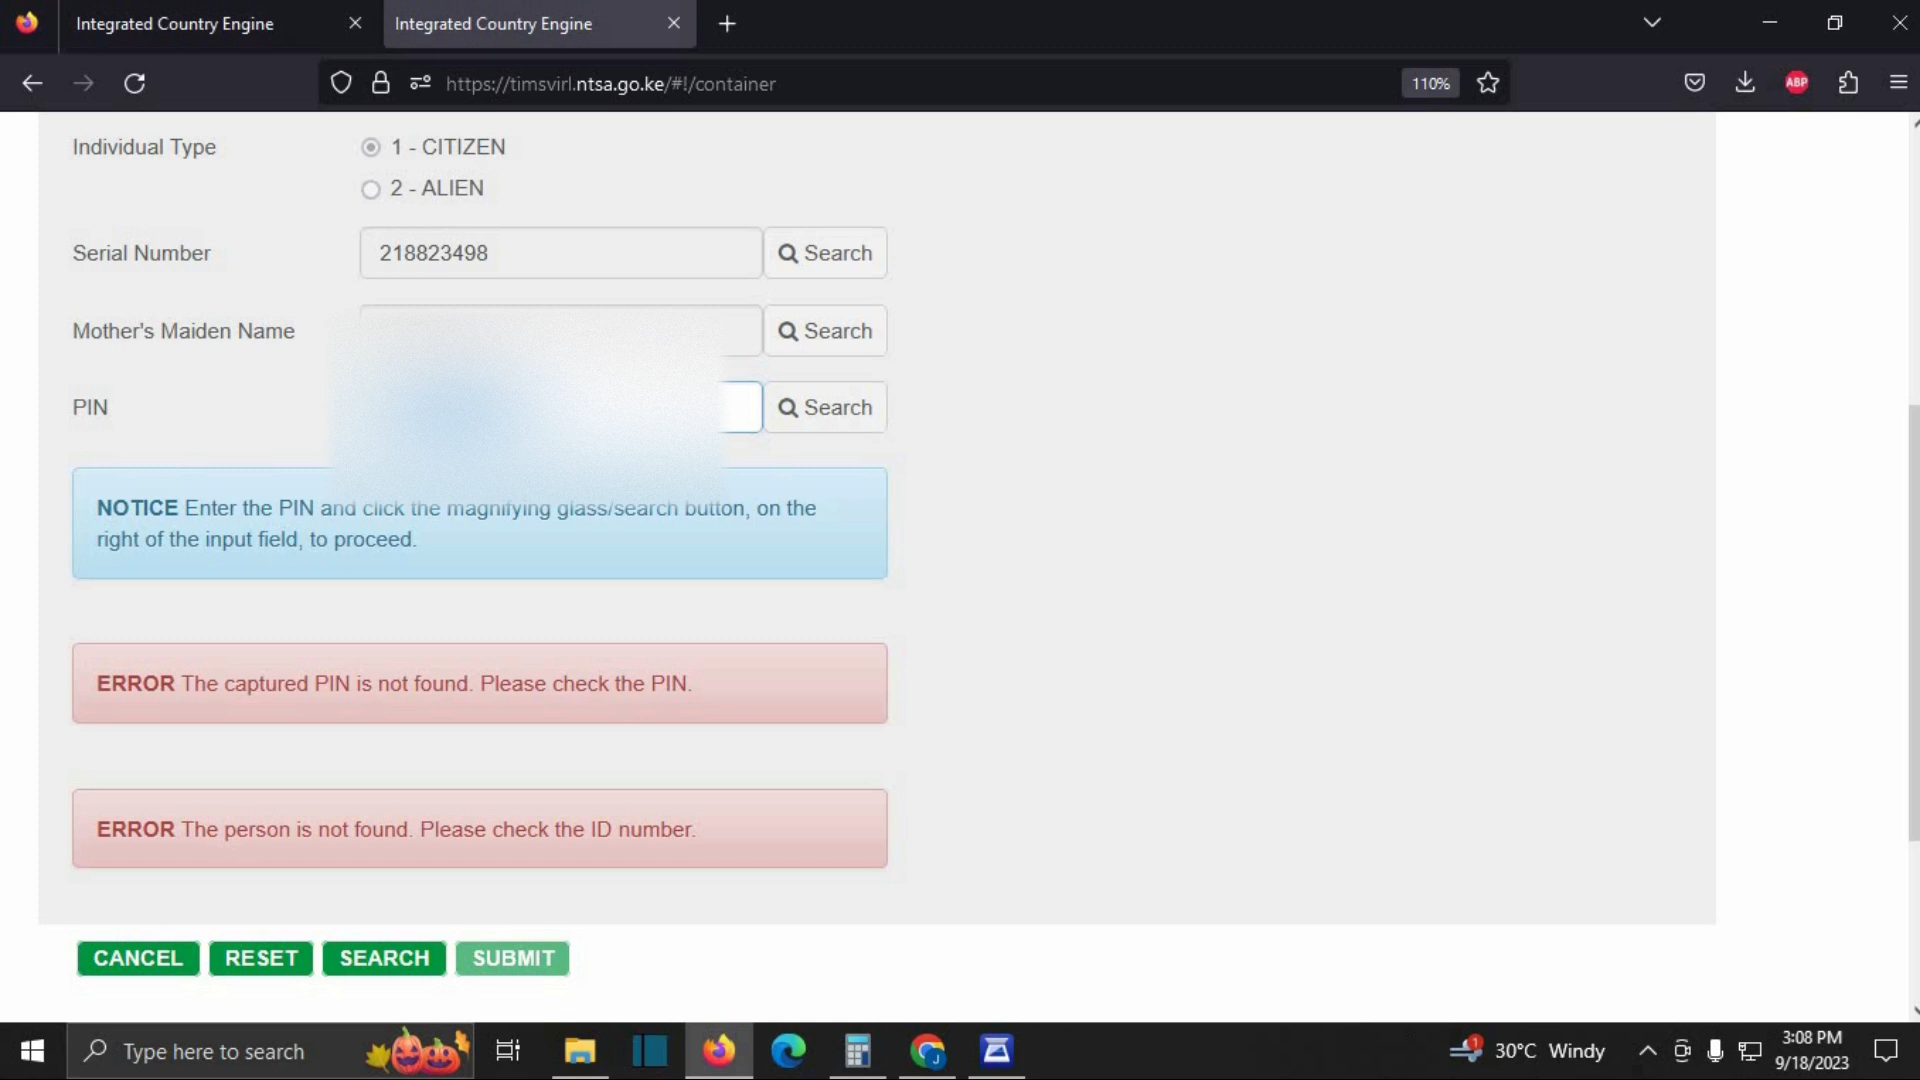 Integrated Country Engine
Integrated Country Engine
https://timsvirl.ntsa.go.ke/#!/container
110%
ABP
Individual Type
1 - CITIZEN
2 - ALIEN
Serial Number
218823498
Search
Mother's Maiden Name
Search
PIN
Search
NOTICE Enter the PIN and click the magnifying glass/search button, on the
right of the input field, to proceed.
ERROR The captured PIN is not found. Please check the PIN.
ERROR The person is not found. Please check the ID number.
CANCEL RESET SEARCH SUBMIT
Type here to search
J
1
30°C Windy
3:08 PM
9/18/2023